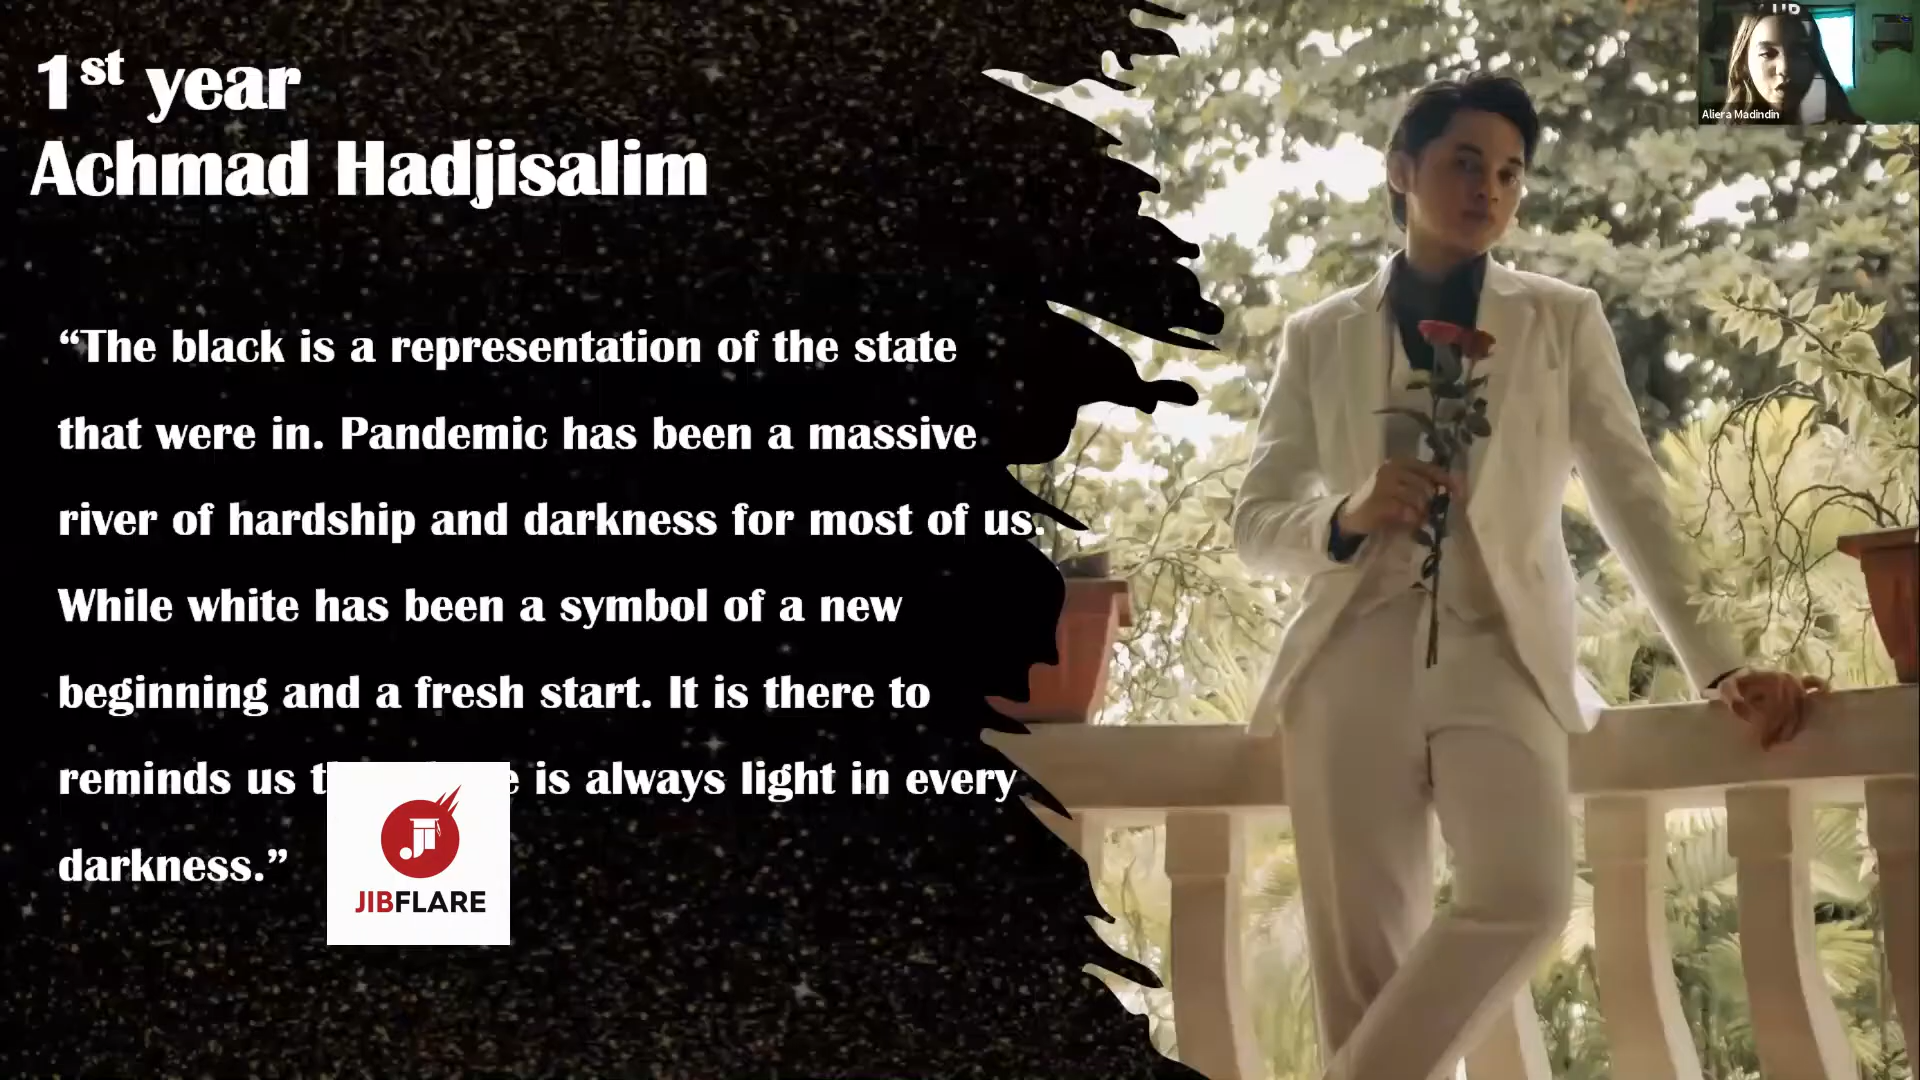 1st year
Achmad Hadjisalim
“The black is a representation of the state
that were in. Pandemic has been a massive
river of hardship and darkness for most of us.
While white has been a symbol of a new
beginning and a fresh start. It is there to
reminds us is always light in every
darkness.”
JIBFLARE
UP
Aliera Madindin